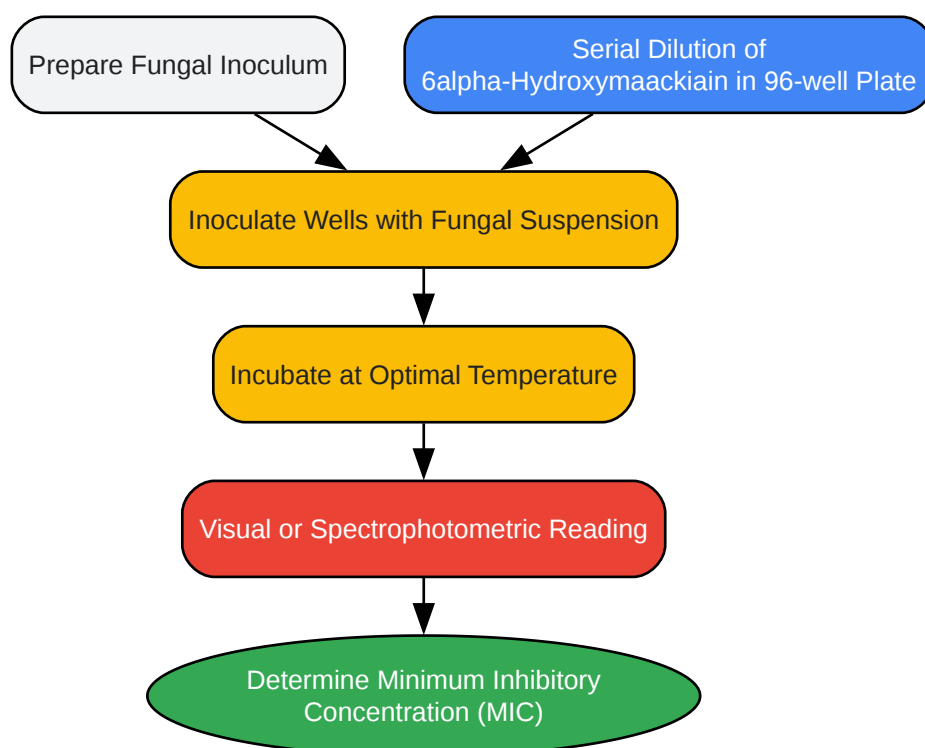 Prepare Fungal Inoculum
Serial Dilution of
6alpha-Hydroxymaackiain in 96-well Plate
Inoculate Wells with Fungal Suspension
Incubate at Optimal Temperature
Visual or Spectrophotometric Reading
Determine Minimum Inhibitory
Concentration (MIC)